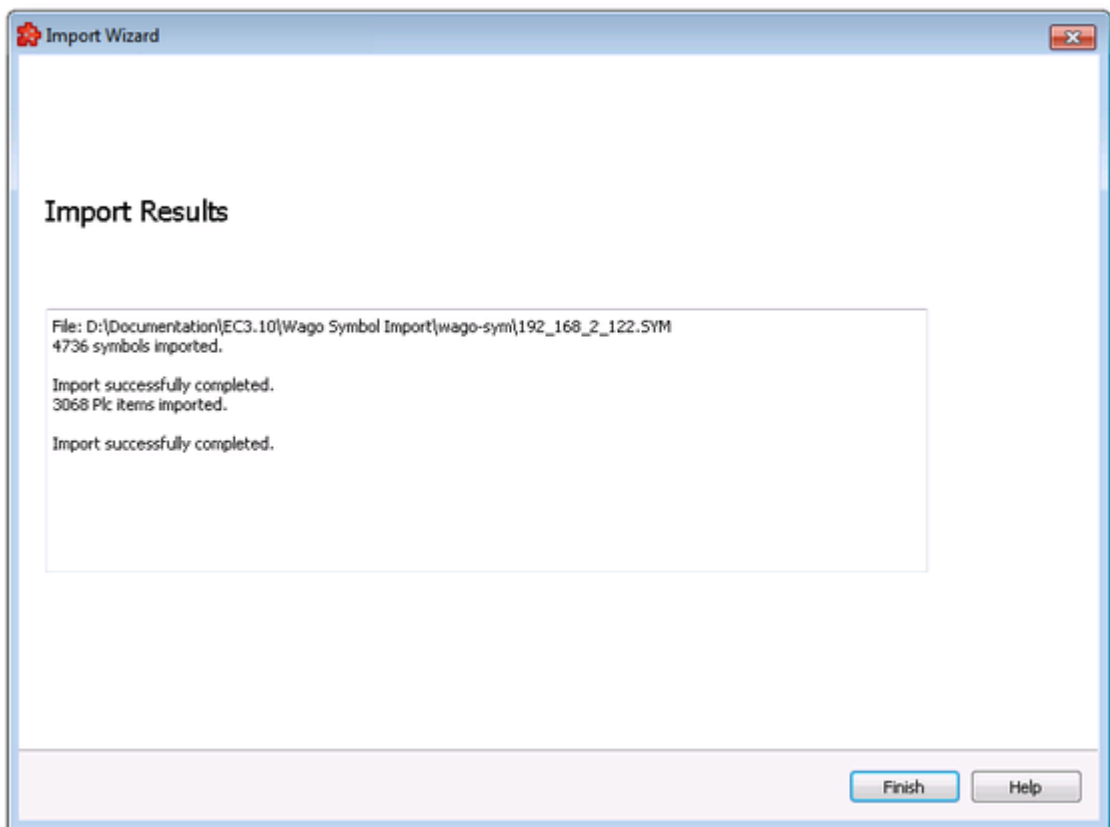 Import Wizard
Import Results
File: D:\Documentation\EC3.10\Wago Symbol Import\wago-sym\192_168_2_122.SYM
4736 symbols imported.
Import successfully completed.
3068 Plc items imported.
Import successfully completed.
Finish
Help